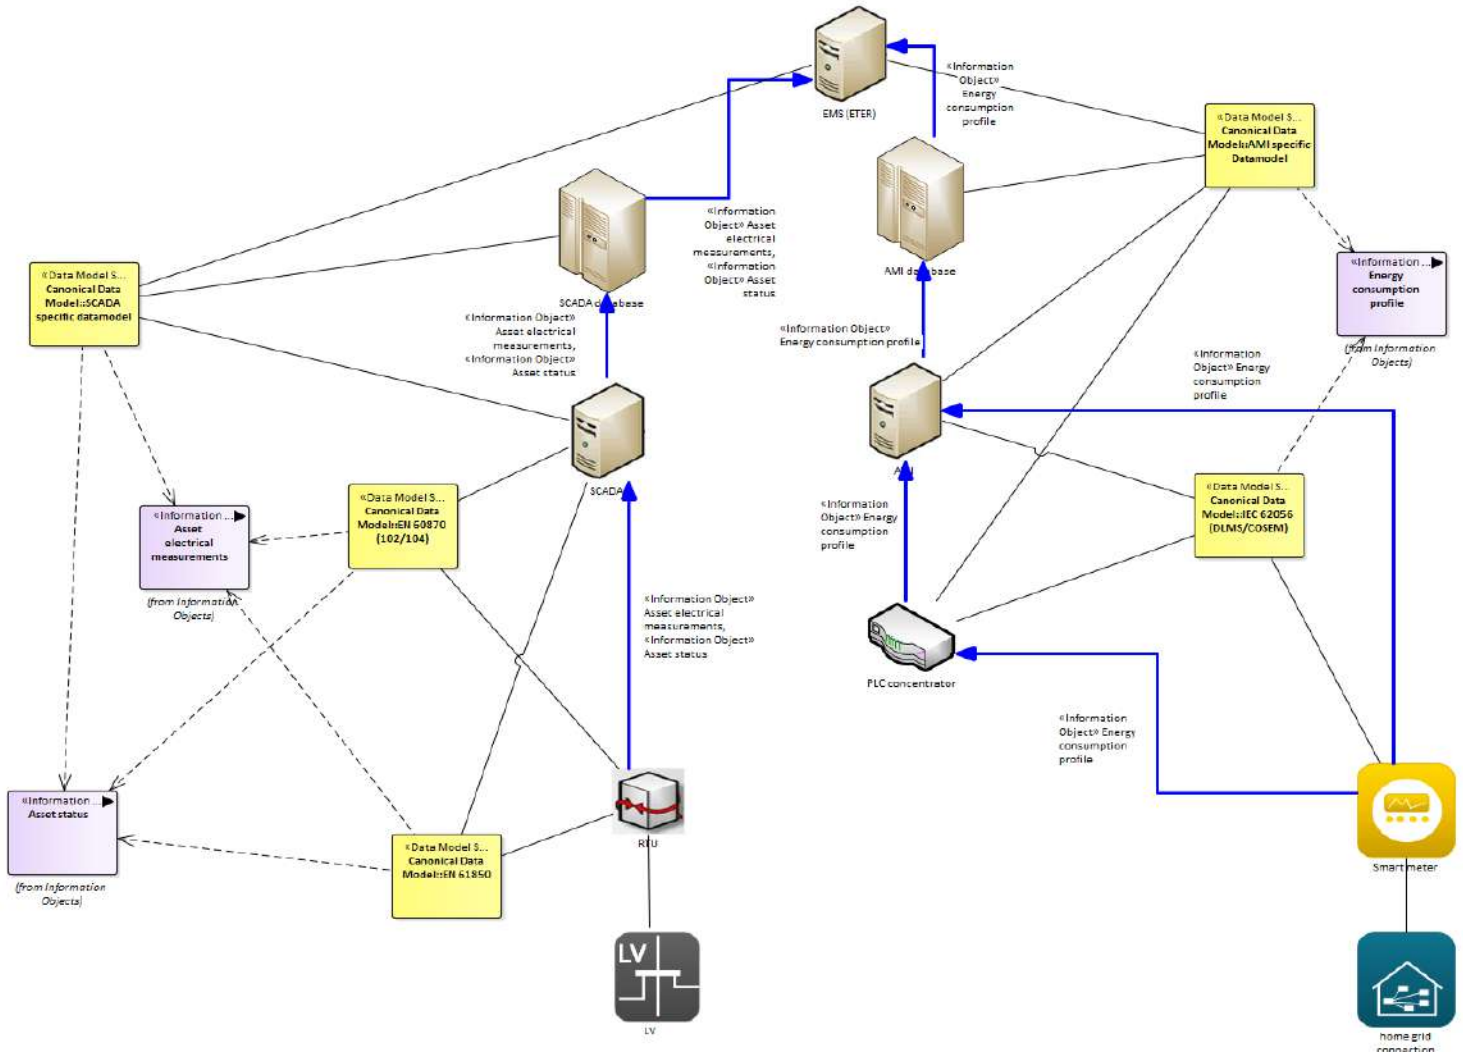 EMS (ETER)
«Information
Object»
Energy
consumption
profile
«Data Model S...
Canonical Data
Model::AMI specific
Datamodel
«Information
Object» Asset
electrical
measurements,
«Information
Object» Asset
status
AMI database
«Information ...
Energy
consumption
profile
(from Information
Objects)
«Data Model S...
Canonical Data
Model::SCADA
specific datamodel
SCADA database
«Information Object»
Asset electrical
measurements,
«Information Object»
Asset status
«Information Object»
Energy consumption profile
«Information
Object» Energy
consumption
profile
SCADA
AMI
«Information ...
Asset
electrical
measurements
(from Information
Objects)
«Data Model S...
Canonical Data
Model::EN 60870
(102/104)
«Information
Object» Energy
consumption
profile
«Data Model S...
Canonical Data
Model::IEC 62056
(DLMS/COSEM)
«Information Object»
Asset electrical
measurements,
«Information Object»
Asset status
PLC concentrator
«Information
Object» Energy
consumption
profile
«Information ...
Asset status
(from Information
Objects)
«Data Model S...
Canonical Data
Model::EN 61850
RTU
Smart meter
LV
LV
home grid
connection